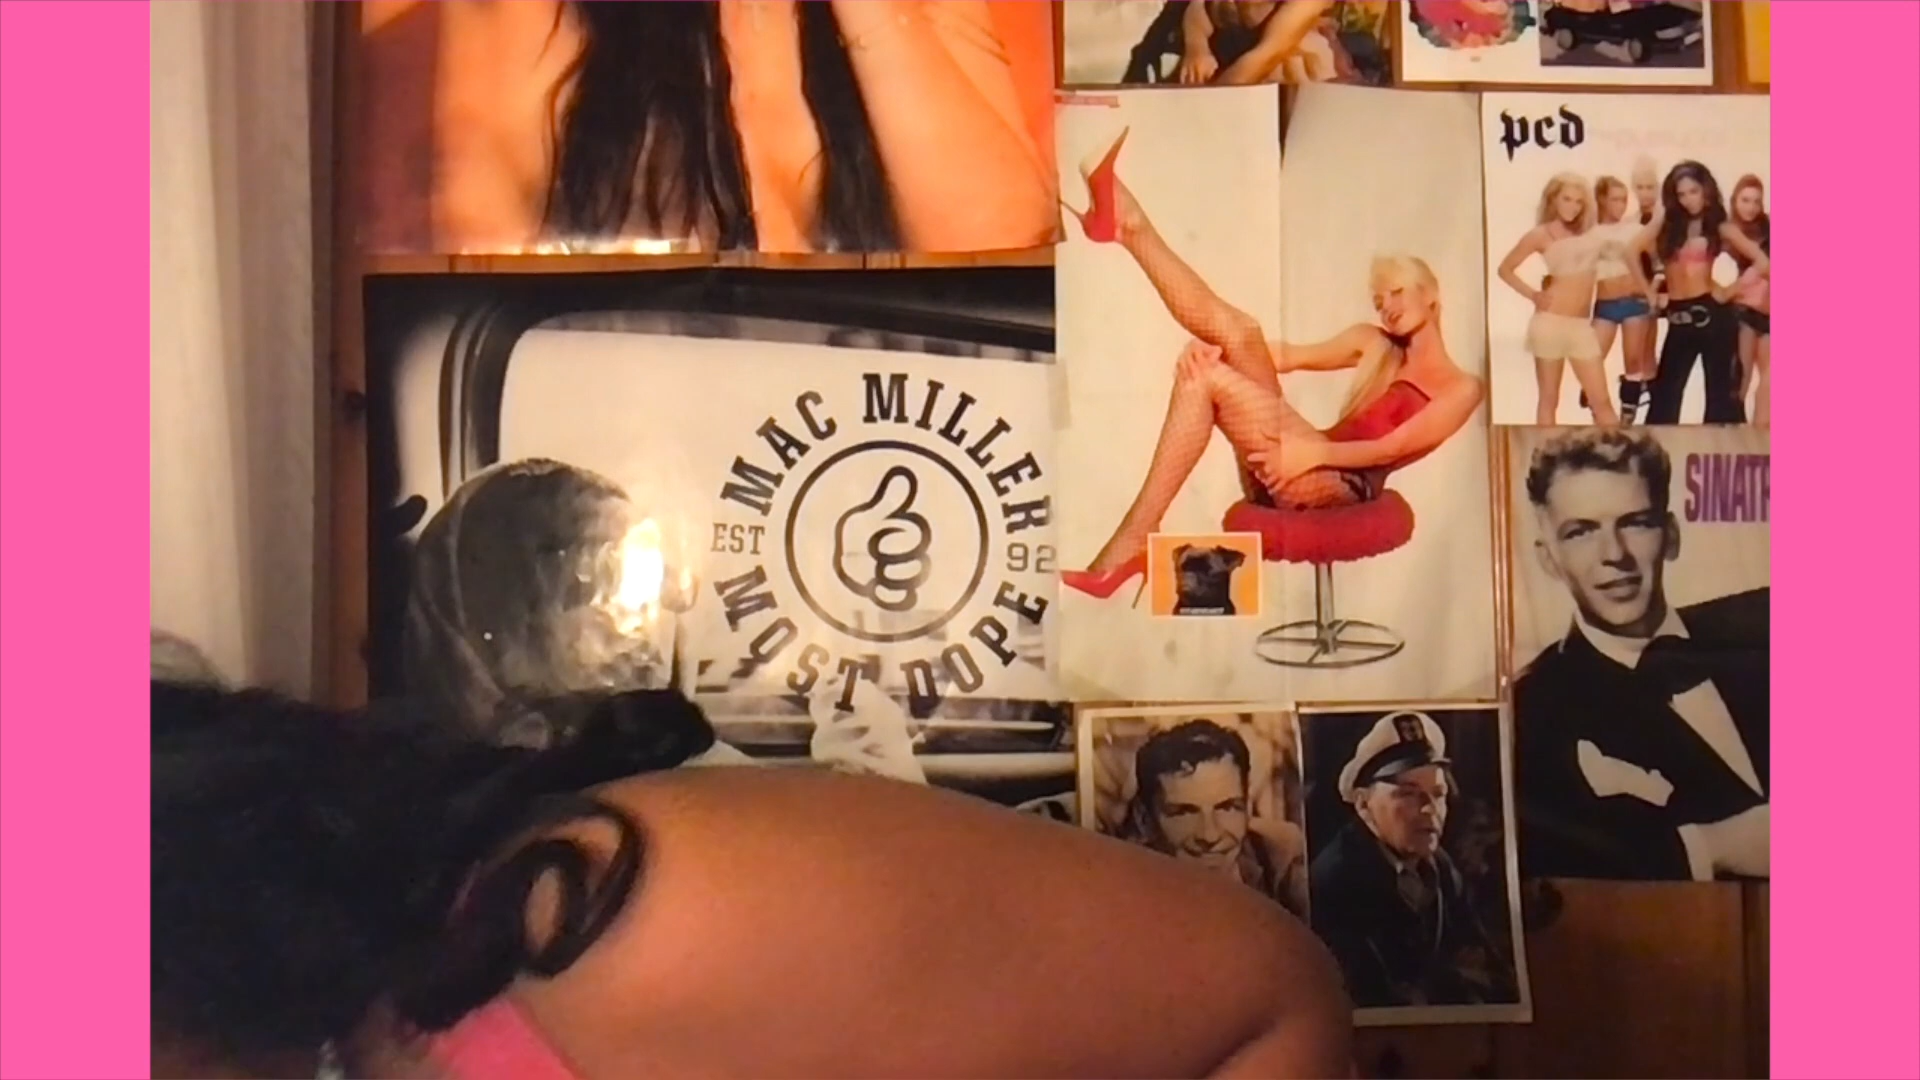 pcd
MAC MILLER
EST 92
MOST DOPE
SINATR